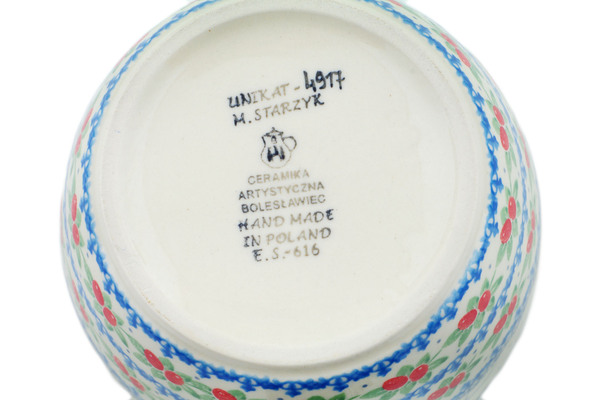 UNIKAT - 4917
M. STARZYK
CERAMIKA
ARTYSTYCZNA
BOLESŁAWIEC
HAND MADE
IN POLAND
E. S.-616